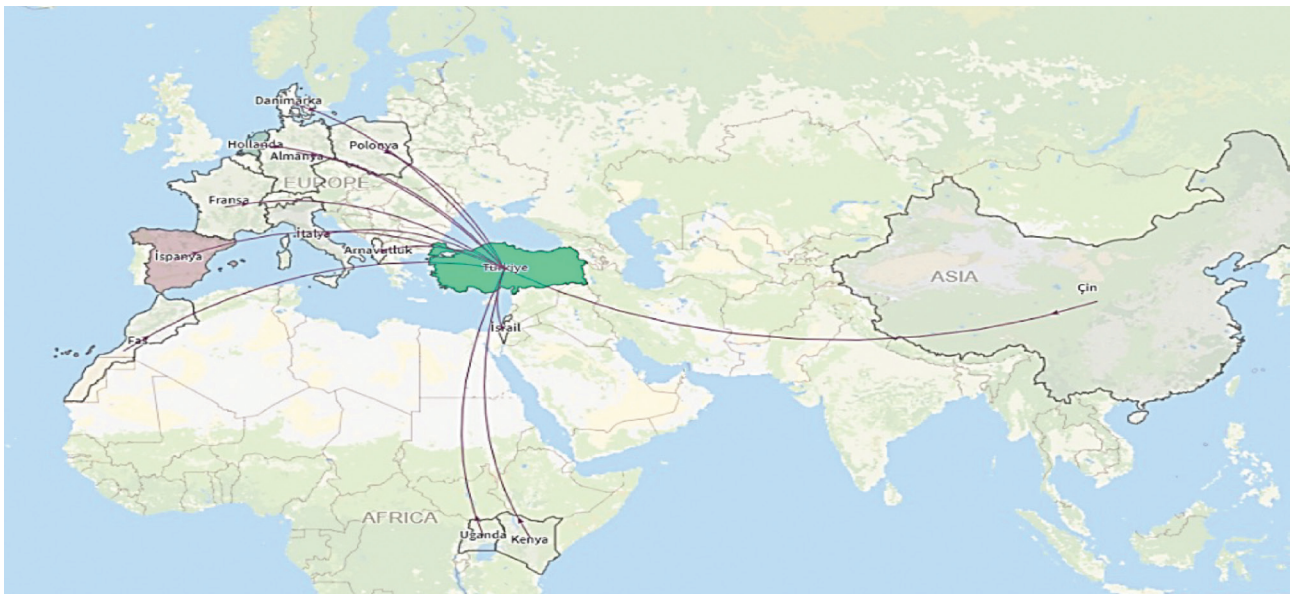 Danimarka
Hollanda
Almanya
Polonya
EUROPE
Fransa
İtalya
Arnavutluk
İspanya
Türkiye
ASIA
Çin
İsrail
Fas
AFRICA
Uganda
Kenya